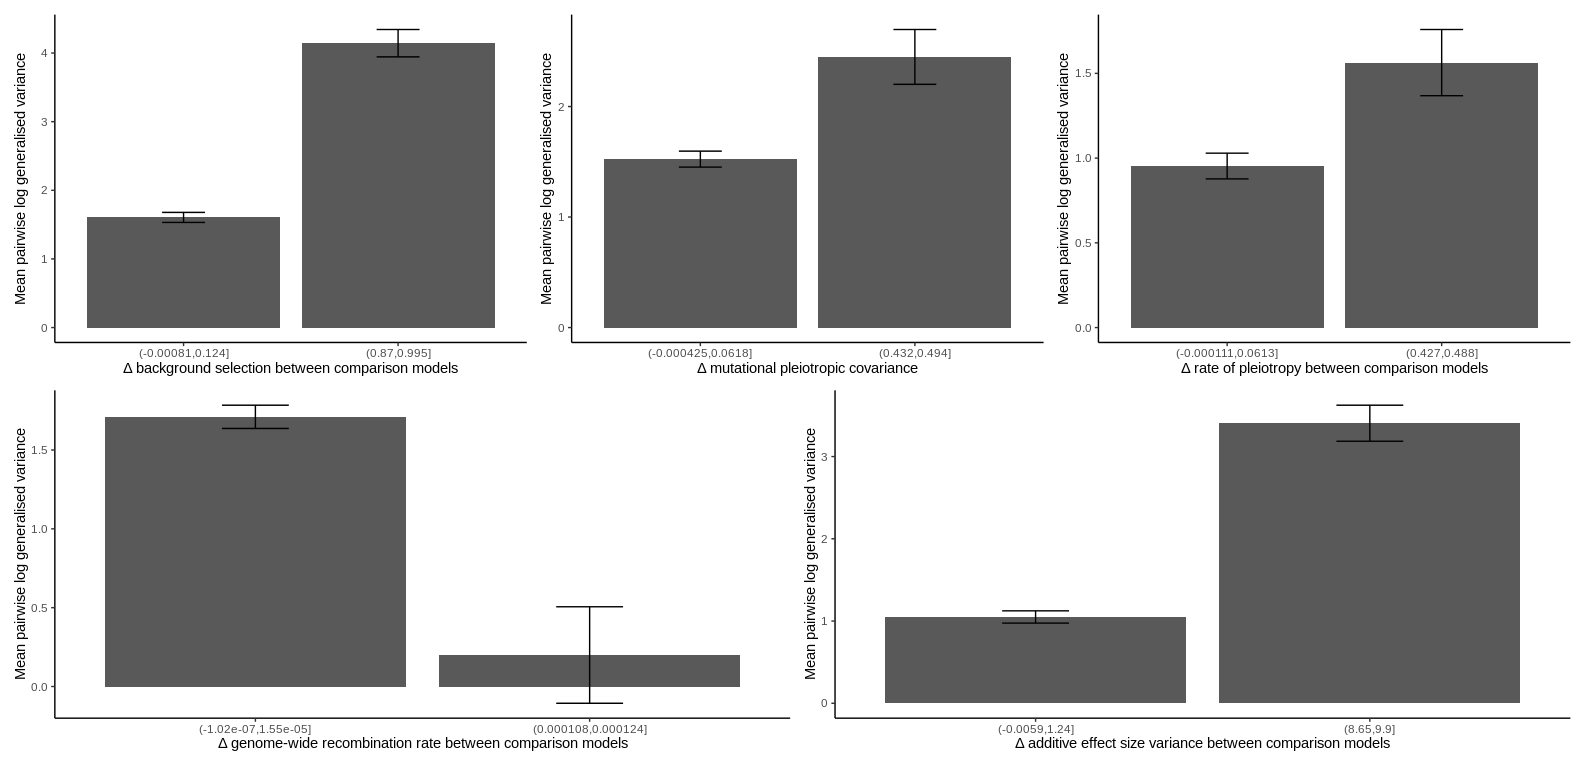 Mean pairwise log generalised variance
4
3
2
1
0
(-0.00081,0.124]
(0.87,0.995]
Δ background selection between comparison models
Mean pairwise log generalised variance
2
1
0
(-0.000425,0.0618]
(0.432,0.494]
Δ mutational pleiotropic covariance
Mean pairwise log generalised variance
1.5
1.0
0.5
0.0
(-0.000111,0.0613]
(0.427,0.488]
Δ rate of pleiotropy between comparison models
Mean pairwise log generalised variance
1.5
1.0
0.5
0.0
(-1.02e-07,1.55e-05]
(0.000108,0.000124]
Δ genome-wide recombination rate between comparison models
Mean pairwise log generalised variance
3
2
1
0
(-0.0059,1.24]
(8.65,9.9]
Δ additive effect size variance between comparison models